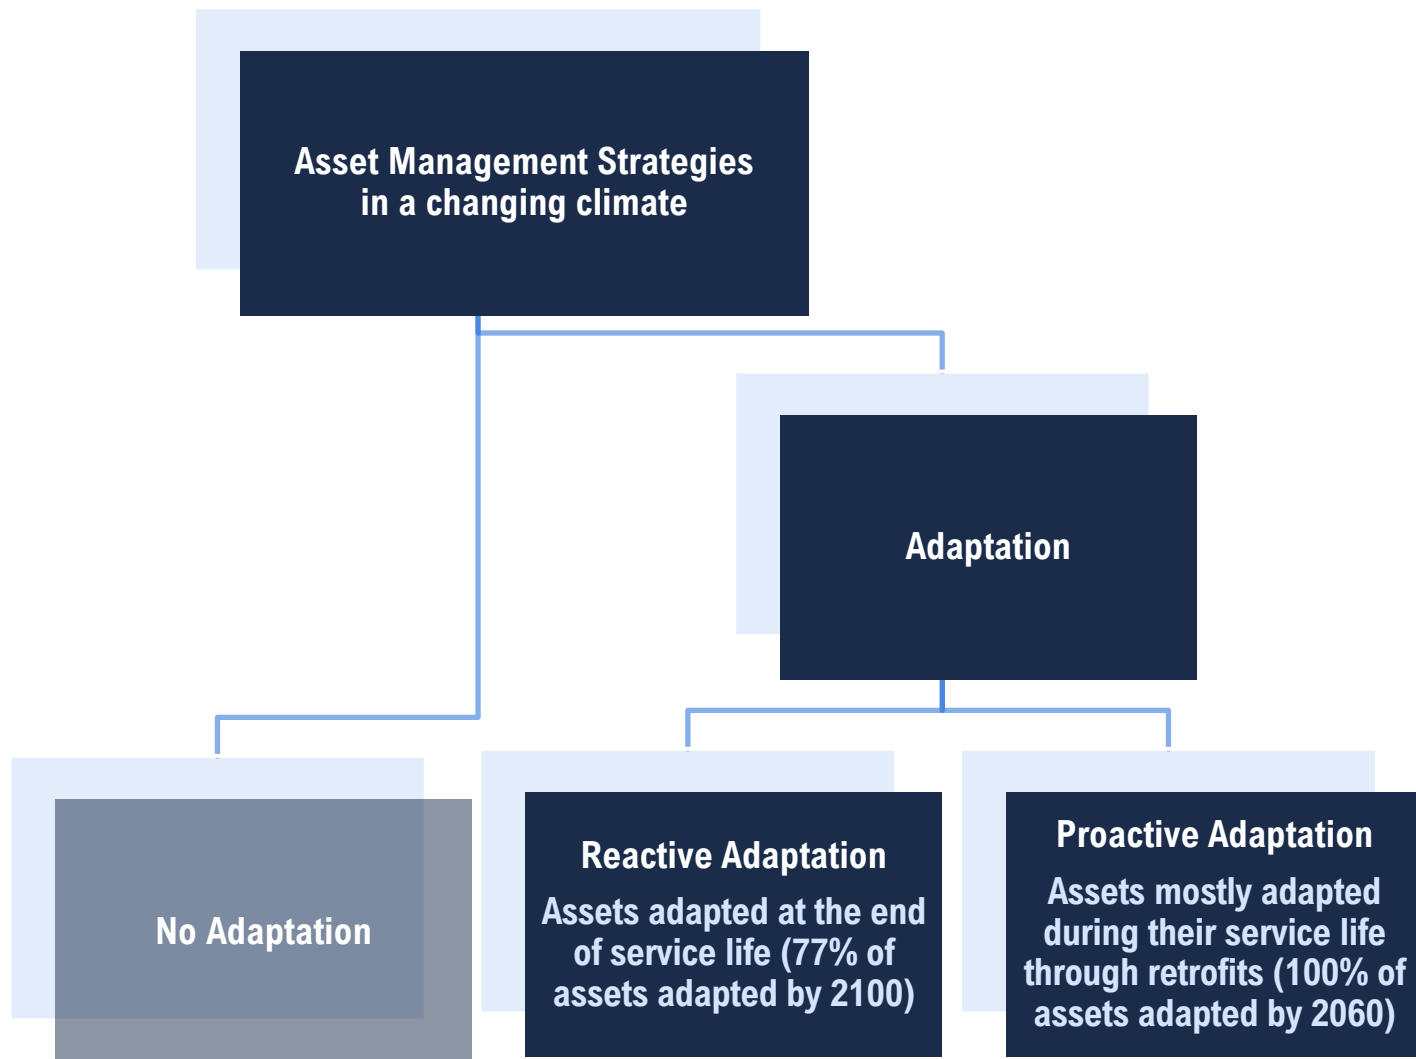 Asset Management Strategies
in a changing climate
Adaptation
No Adaptation
Reactive Adaptation
Assets adapted at the end
of service life (77% of
assets adapted by 2100)
Proactive Adaptation
Assets mostly adapted
during their service life
through retrofits (100% of
assets adapted by 2060)